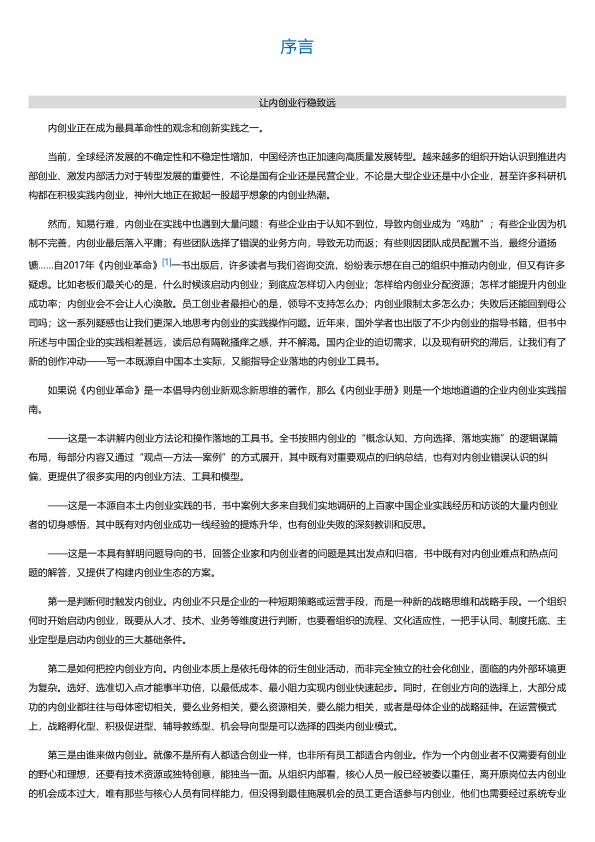 序言
让内创业行稳致远
内创业正在成为最具革命性的观念和创新实践之一。
当前，全球经济发展的不确定性和不稳定性增加，中国经济也正加速向高质量发展转型。越来越多的组织开始认识到推进内
部创业、激发内部活力对于转型发展的重要性，不论是国有企业还是民营企业，不论是大型企业还是中小企业，甚至许多科研机
构都在积极实践内创业，神州大地正在掀起一股超乎想象的内创业热潮。
然而，知易行难，内创业在实践中也遇到大量问题：有些企业由于认知不到位，导致内创业成为“鸡肋”；有些企业因为机
制不完善，内创业最后落入平庸；有些团队选择了错误的业务方向，导致无功而返；有些则因团队成员配置不当，最终分道扬
镳……自2017年《内创业革命》[1]一书出版后，许多读者与我们咨询交流，纷纷表示想在自己的组织中推动内创业，但又有许多
疑虑。比如老板们最关心的是，什么时候该启动内创业；到底应怎样切入内创业；怎样给内创业分配资源；怎样才能提升内创业
成功率；内创业会不会让人心涣散。员工创业者最担心的是，领导不支持怎么办；内创业限制太多怎么办；失败后还能回到母公
司吗；这一系列疑惑也让我们更深入地思考内创业的实践操作问题。近年来，国外学者也出版了不少内创业的指导书籍，但书中
所述与中国企业的实践相差甚远，读后总有隔靴搔痒之感，并不解渴。国内企业的迫切需求，以及现有研究的滞后，让我们有了
新的创作冲动——写一本既源自中国本土实际，又能指导企业落地的内创业工具书。
如果说《内创业革命》是一本倡导内创业新观念新思维的著作，那么《内创业手册》则是一个地地道道的企业内创业实践指
南。
——这是一本讲解内创业方法论和操作落地的工具书。全书按照内创业的“概念认知、方向选择、落地实施”的逻辑谋篇
布局，每部分内容又通过“观点—方法—案例”的方式展开，其中既有对重要观点的归纳总结，也有对内创业错误认识的纠
偏，更提供了很多实用的内创业方法、工具和模型。
——这是一本源自本土内创业实践的书，书中案例大多来自我们实地调研的上百家中国企业实践经历和访谈的大量内创业
者的切身感悟，其中既有对内创业成功一线经验的提炼升华，也有创业失败的深刻教训和反思。
——这是一本具有鲜明问题导向的书，回答企业家和内创业者的问题是其出发点和归宿，书中既有对内创业难点和热点问
题的解答，又提供了构建内创业生态的方案。
第一是判断何时触发内创业。内创业不只是企业的一种短期策略或运营手段，而是一种新的战略思维和战略手段。一个组织
何时开始启动内创业，既要从人才、技术、业务等维度进行判断，也要看组织的流程、文化适应性，一把手认同、制度托底、主
业定型是启动内创业的三大基础条件。
第二是如何把控内创业方向。内创业本质上是依托母体的衍生创业活动，而非完全独立的社会化创业，面临的内外部环境更
为复杂。选好、选准切入点才能事半功倍，以最低成本、最小阻力实现内创业快速起步。同时，在创业方向的选择上，大部分成
功的内创业都往往与母体密切相关，要么业务相关，要么资源相关，要么能力相关，或者是母体企业的战略延伸。在运营模式
上，战略孵化型、积极促进型、辅导教练型、机会导向型是可以选择的四类内创业模式。
第三是由谁来做内创业。就像不是所有人都适合创业一样，也非所有员工都适合内创业。作为一个内创业者不仅需要有创业
的野心和理想，还要有技术资源或独特创意，能独当一面。从组织内部看，核心人员一般已经被委以重任，离开原岗位去内创业
的机会成本过大，唯有那些与核心人员有同样能力，但没得到最佳施展机会的员工更合适参与内创业，他们也需要经过系统专业